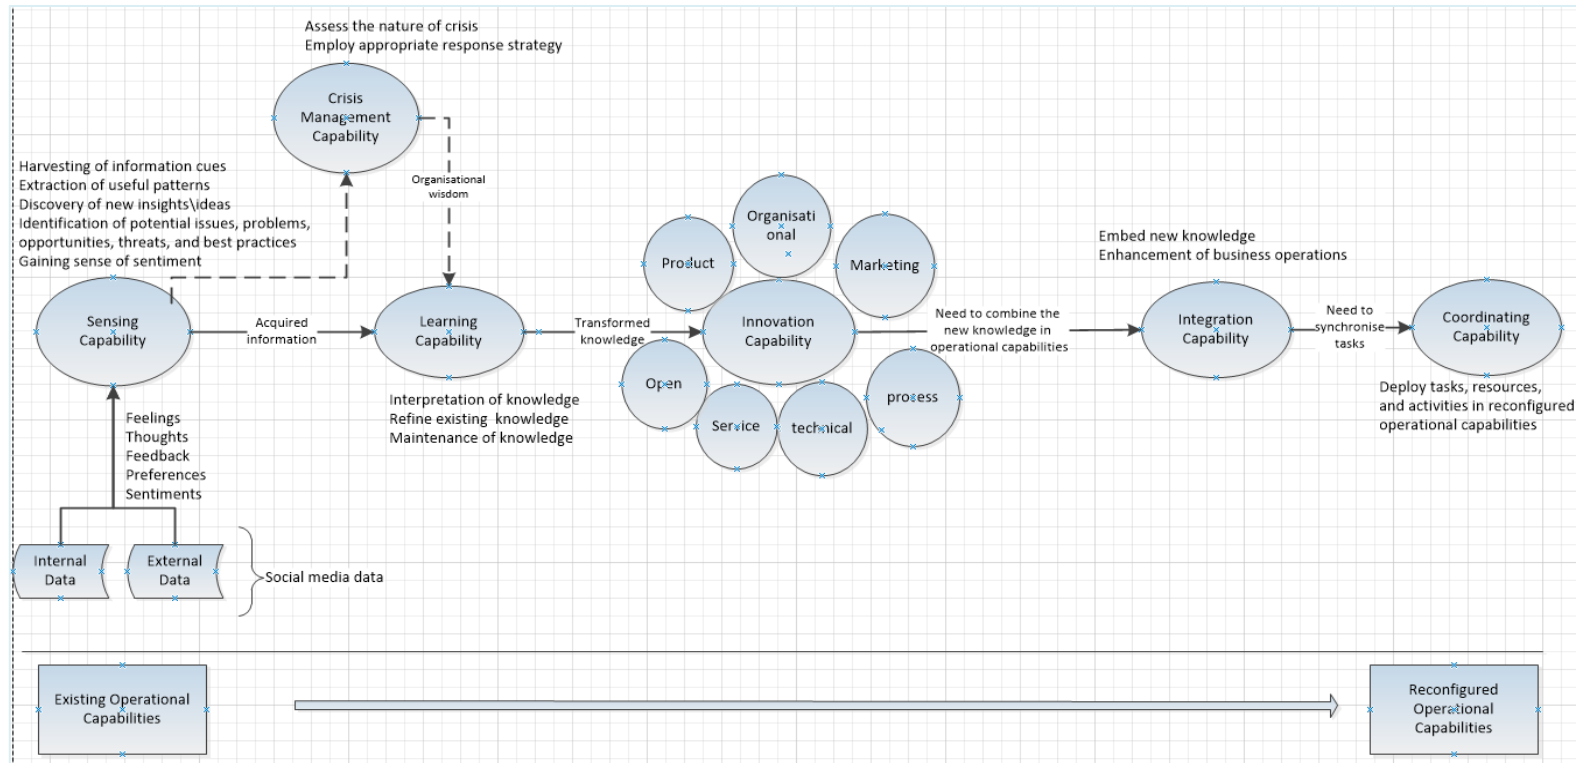 Assess the nature of crisis
Employ appropriate response strategy
Crisis
Management
Capability
Harvesting of information cues
Extraction of useful patterns
Discovery of new insights\ideas
Identification of potential issues, problems,
opportunities, threats, and best practices
Gaining sense of sentiment
Organisational
wisdom
Sensing
Capability
Acquired
information
Learning
Capability
Interpretation of knowledge
Refine existing knowledge
Maintenance of knowledge
Transformed
knowledge
Innovation
Capability
Product
Organisati
onal
Marketing
Open
Service
technical
process
Need to combine the
new knowledge in
operational capabilities
Embed new knowledge
Enhancement of business operations
Integration
Capability
Need to
synchronise
tasks
Coordinating
Capability
Deploy tasks, resources,
and activities in reconfigured
operational capabilities
Feelings
Thoughts
Feedback
Preferences
Sentiments
Internal
Data
External
Data
Social media data
Existing Operational
Capabilities
Reconfigured
Operational
Capabilities